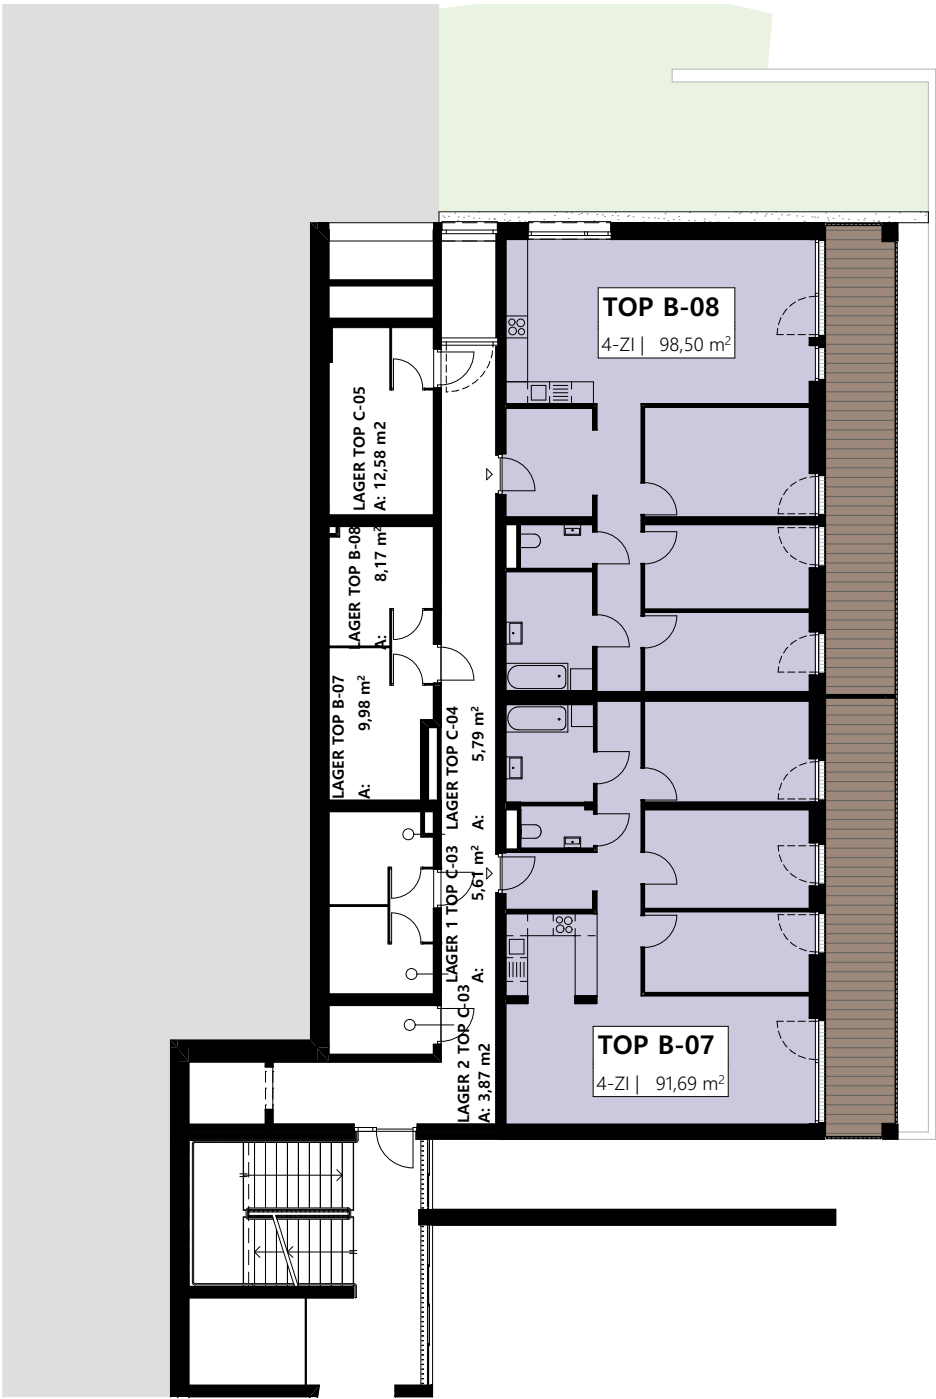 TOP B-08
4-ZI | 98,50 m²
LAGER TOP C-05
A: 12,58 m2
LAGER TOP B-08
A: 8,17 m²
LAGER TOP B-07
A: 9,98 m²
LAGER TOP C-04
A: 5,79 m²
LAGER 1 TOP C-03
A: 5,61 m²
LAGER 2 TOP C-03
A: 3,87 m2
TOP B-07
4-ZI | 91,69 m²